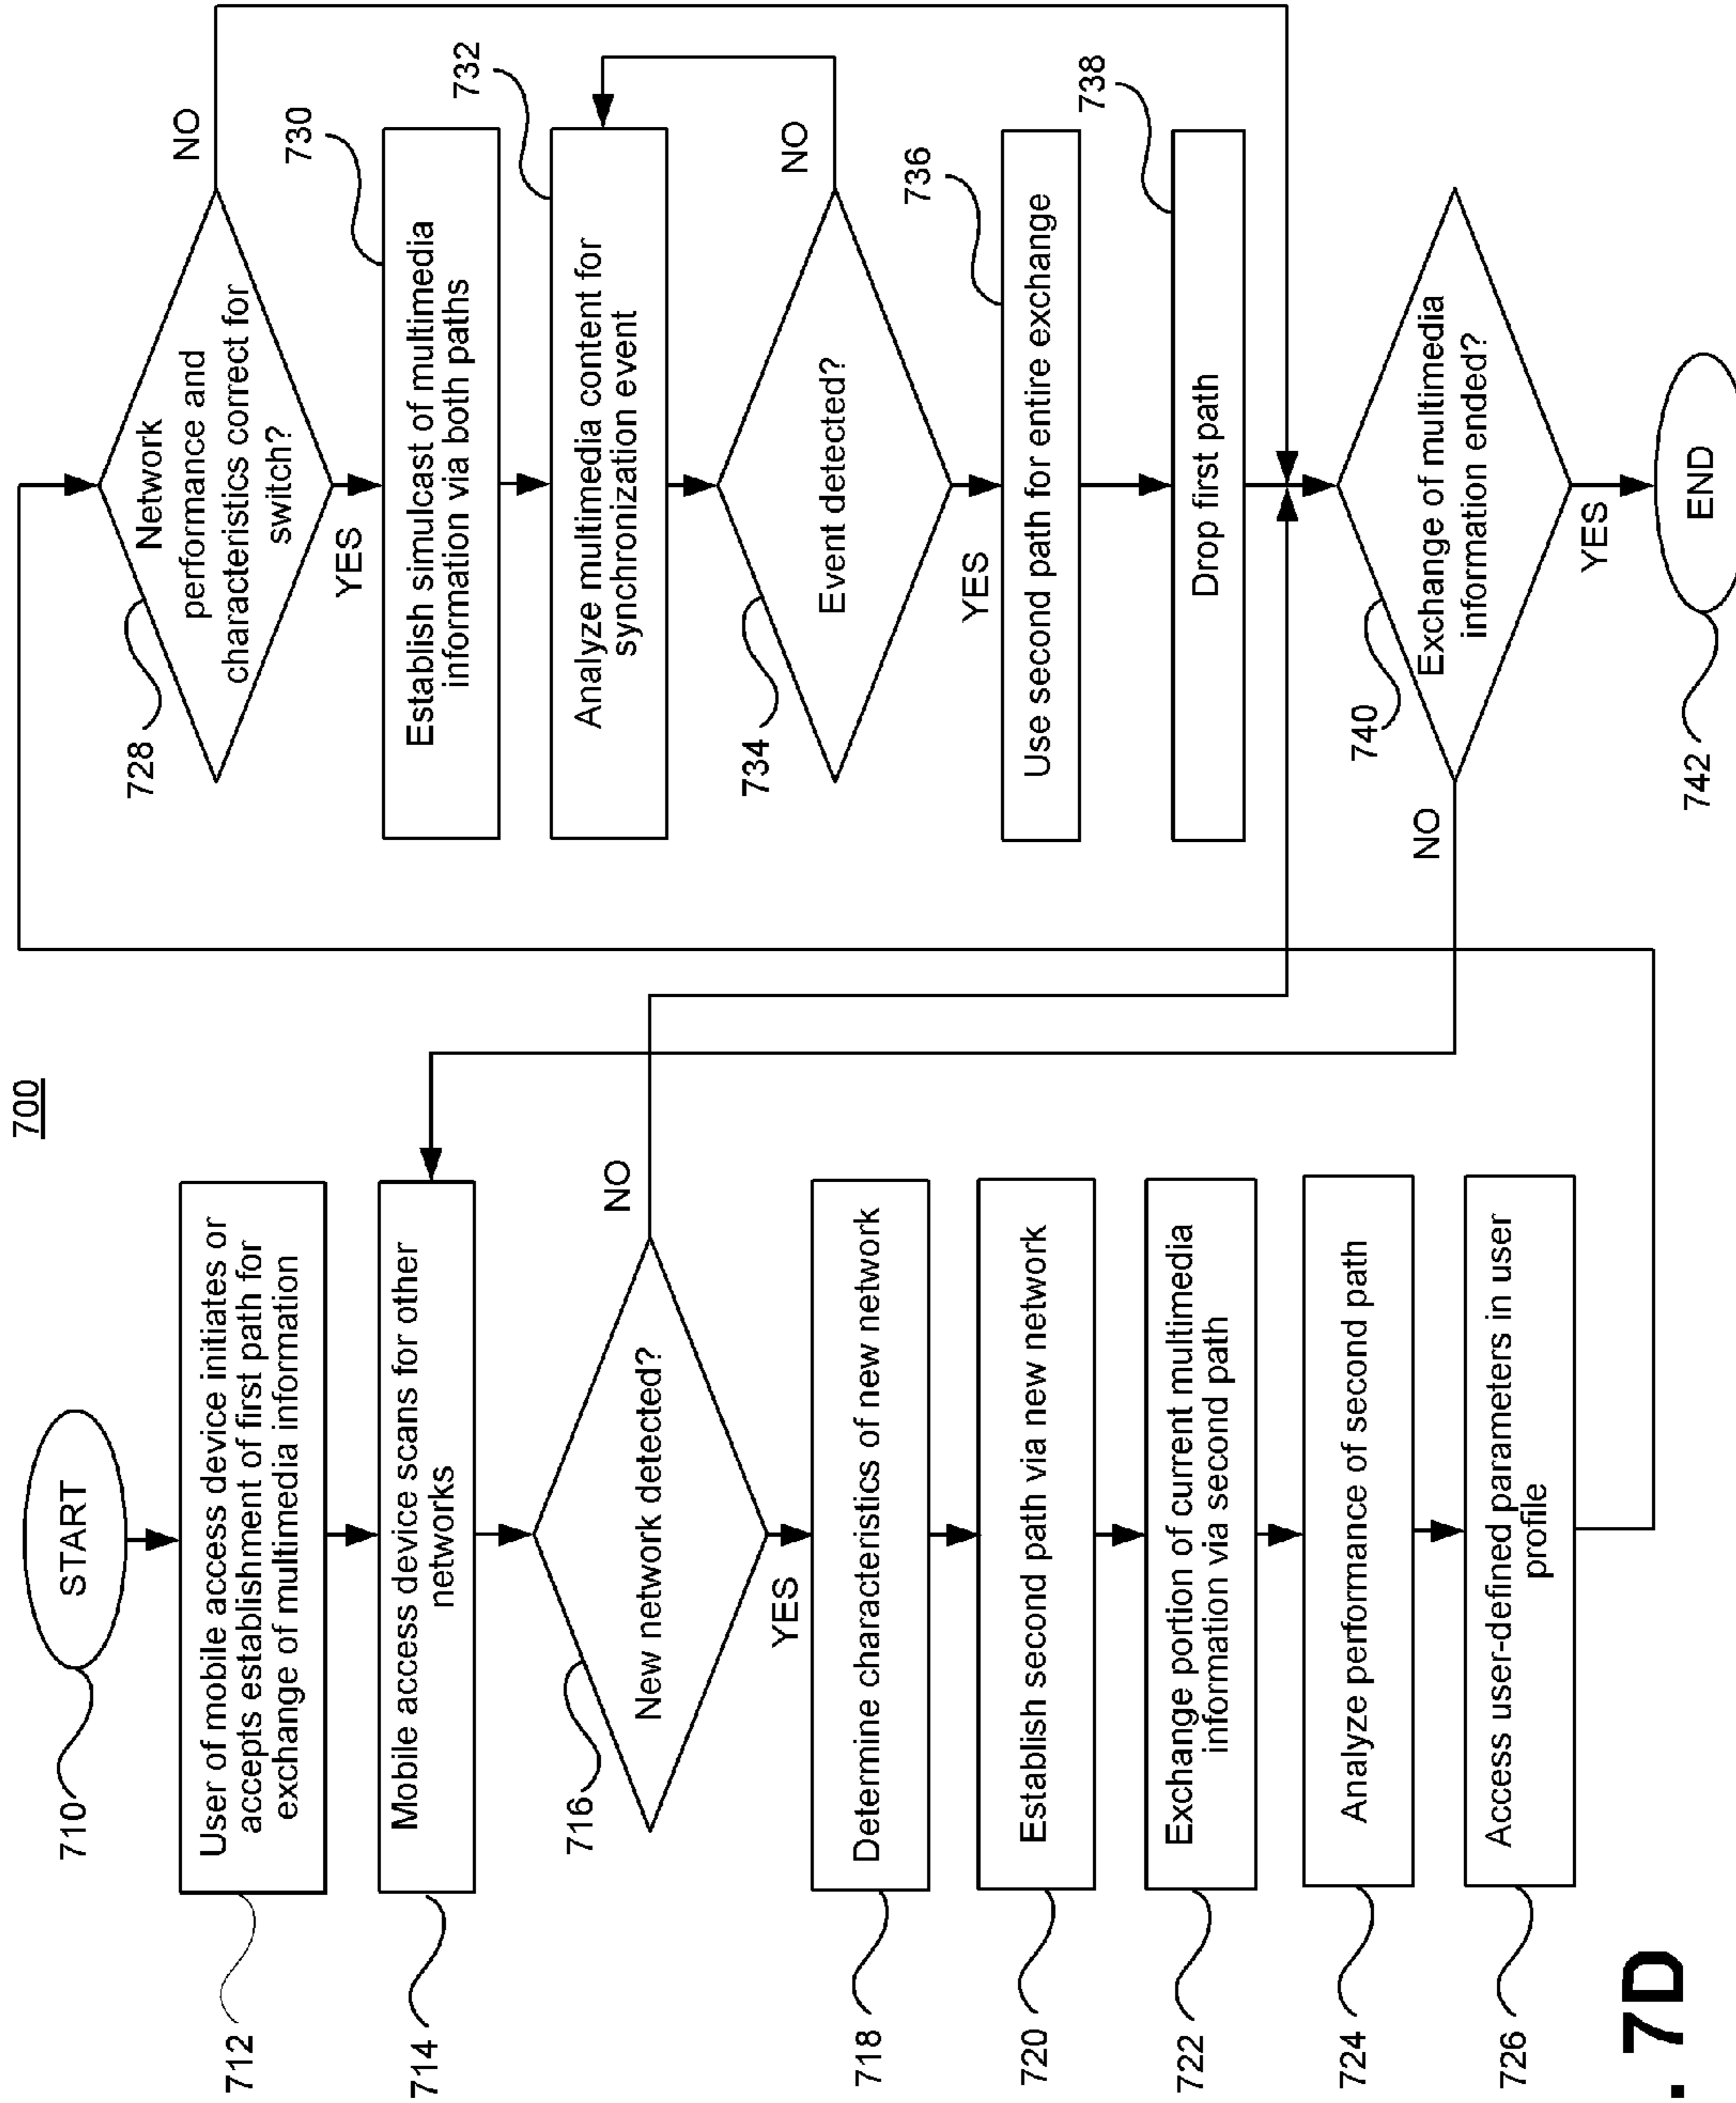 700
START
710
User of mobile access device initiates or
accepts establishment of first path for
exchange of multimedia information
712
Mobile access device scans for other
networks
714
New network detected?
716
NO
YES
Determine characteristics of new network
718
Establish second path via new network
720
Exchange portion of current multimedia
information via second path
722
Analyze performance of second path
724
Access user-defined parameters in user
profile
726
Network
performance and
characteristics correct for
switch?
728
NO
YES
Establish simulcast of multimedia
information via both paths
730
Analyze multimedia content for
synchronization event
732
Event detected?
734
NO
YES
Use second path for entire exchange
736
Drop first path
738
Exchange of multimedia
information ended?
740
NO
YES
END
742
. 7D